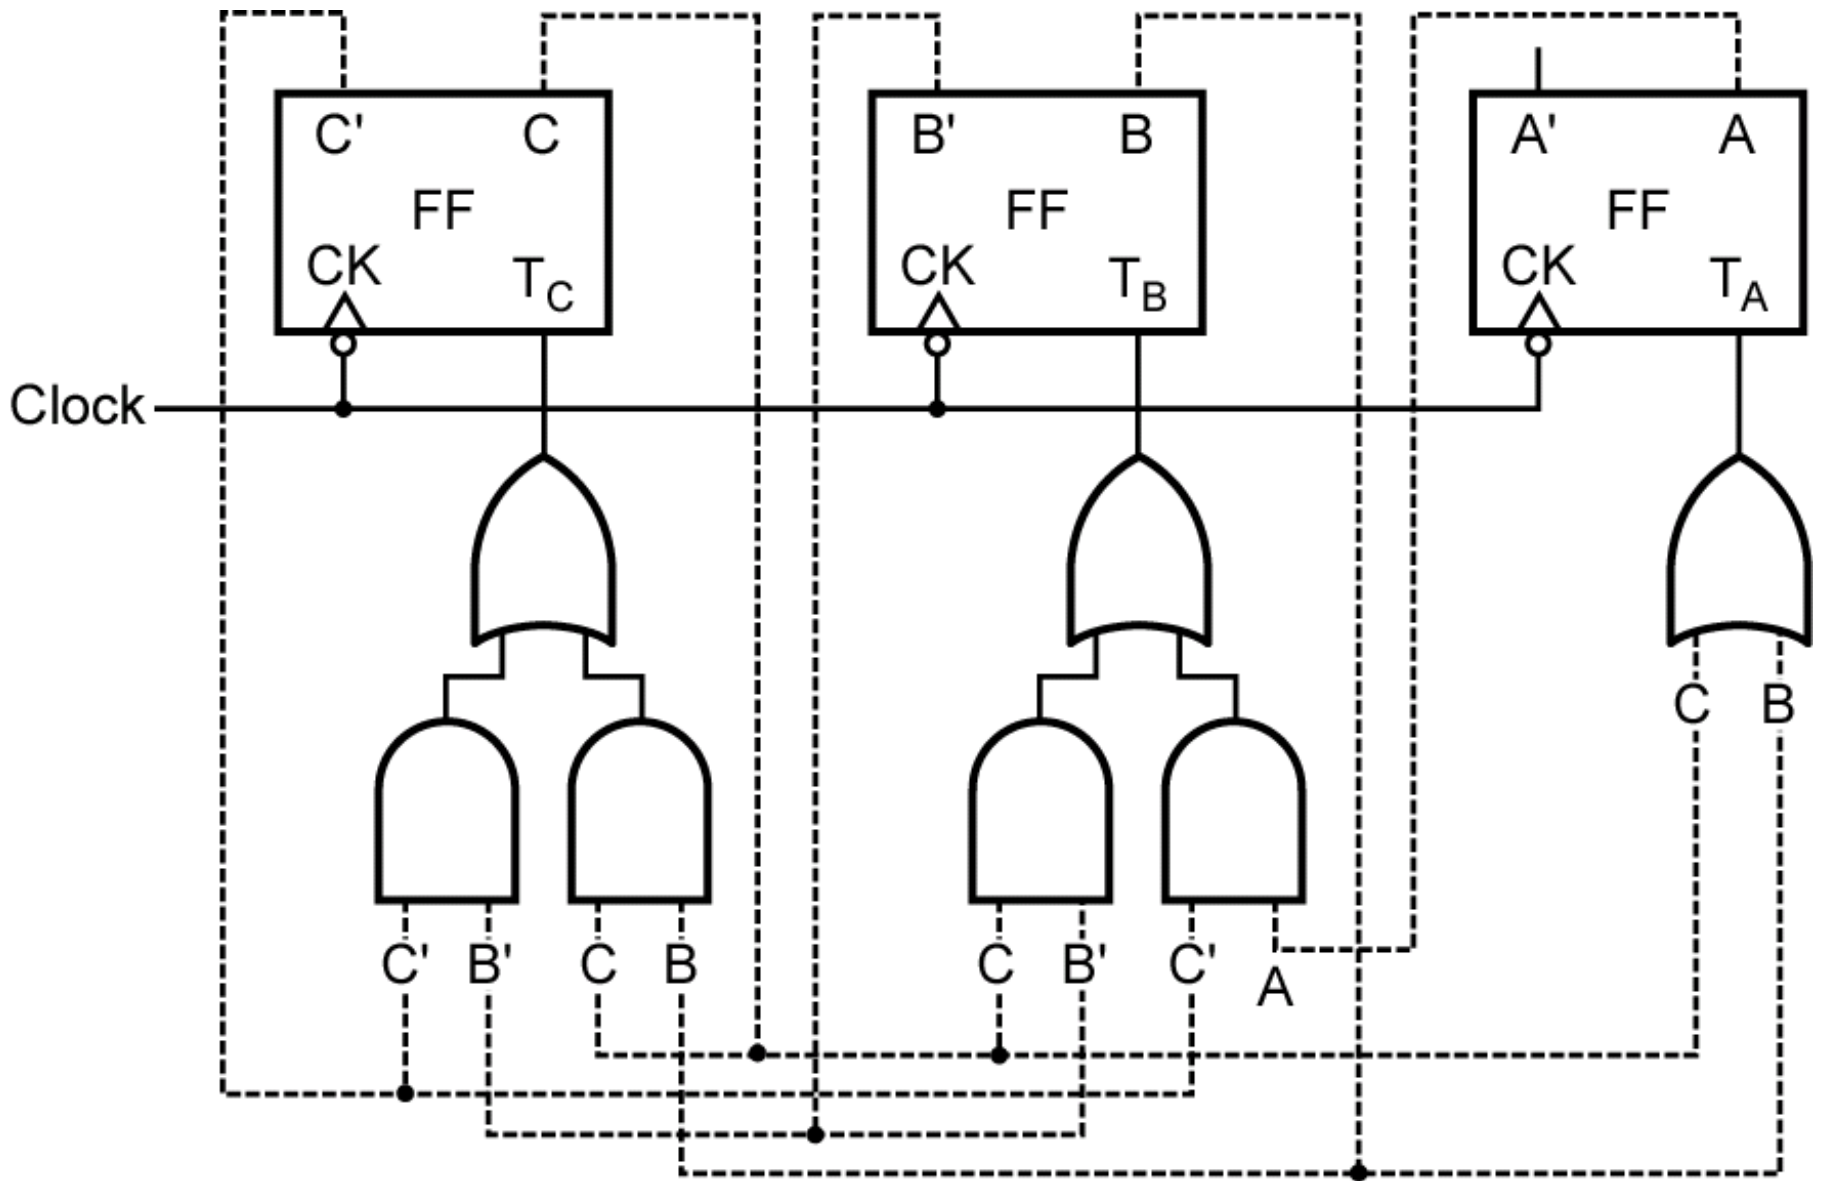 C' C B' B A' A
FF FF FF
CK T_C CK T_B CK T_A
Clock
C B
C' B' C B C B' C' A